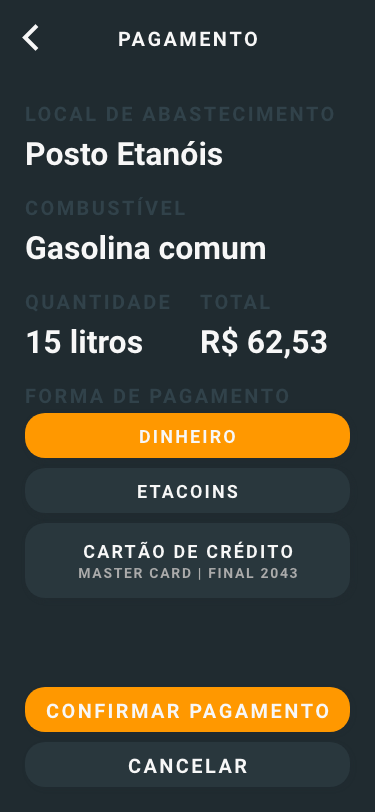 PAGAMENTO
LOCAL DE ABASTECIMENTO
Posto Etanóis
COMBUSTÍVEL
Gasolina comum
QUANTIDADE TOTAL
15 litros R$ 62,53
FORMA DE PAGAMENTO
DINHEIRO
ETACOINS
CARTÃO DE CRÉDITO
MASTER CARD | FINAL 2043
CONFIRMAR PAGAMENTO
CANCELAR